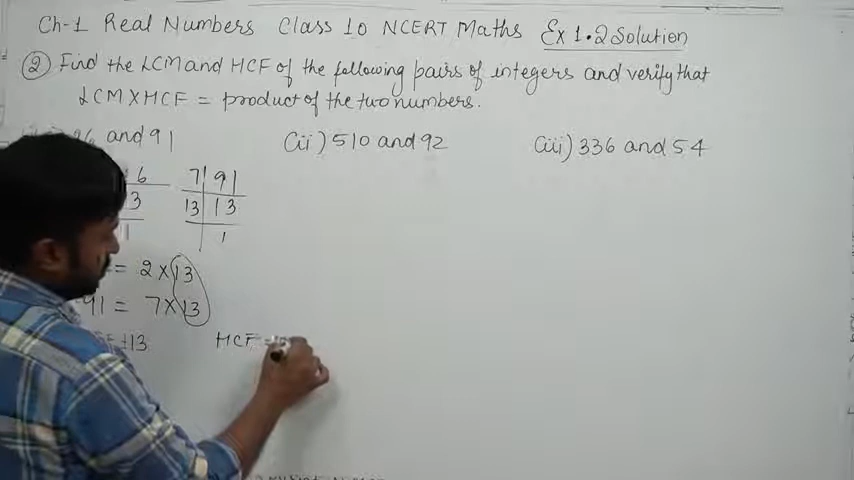 Ch-1 Real Numbers Class 10 NCERT Maths Ex 1.2 Solution
② Find the LCM and HCF of the following pairs of integers and verify that
LCM X HCF = product of the two numbers.
and 91 (ii) 510 and 92 (iii) 336 and 54
6 7 91
3 13 13
1 1
= 2 x 13
91 = 7 x 13
13 HCF =